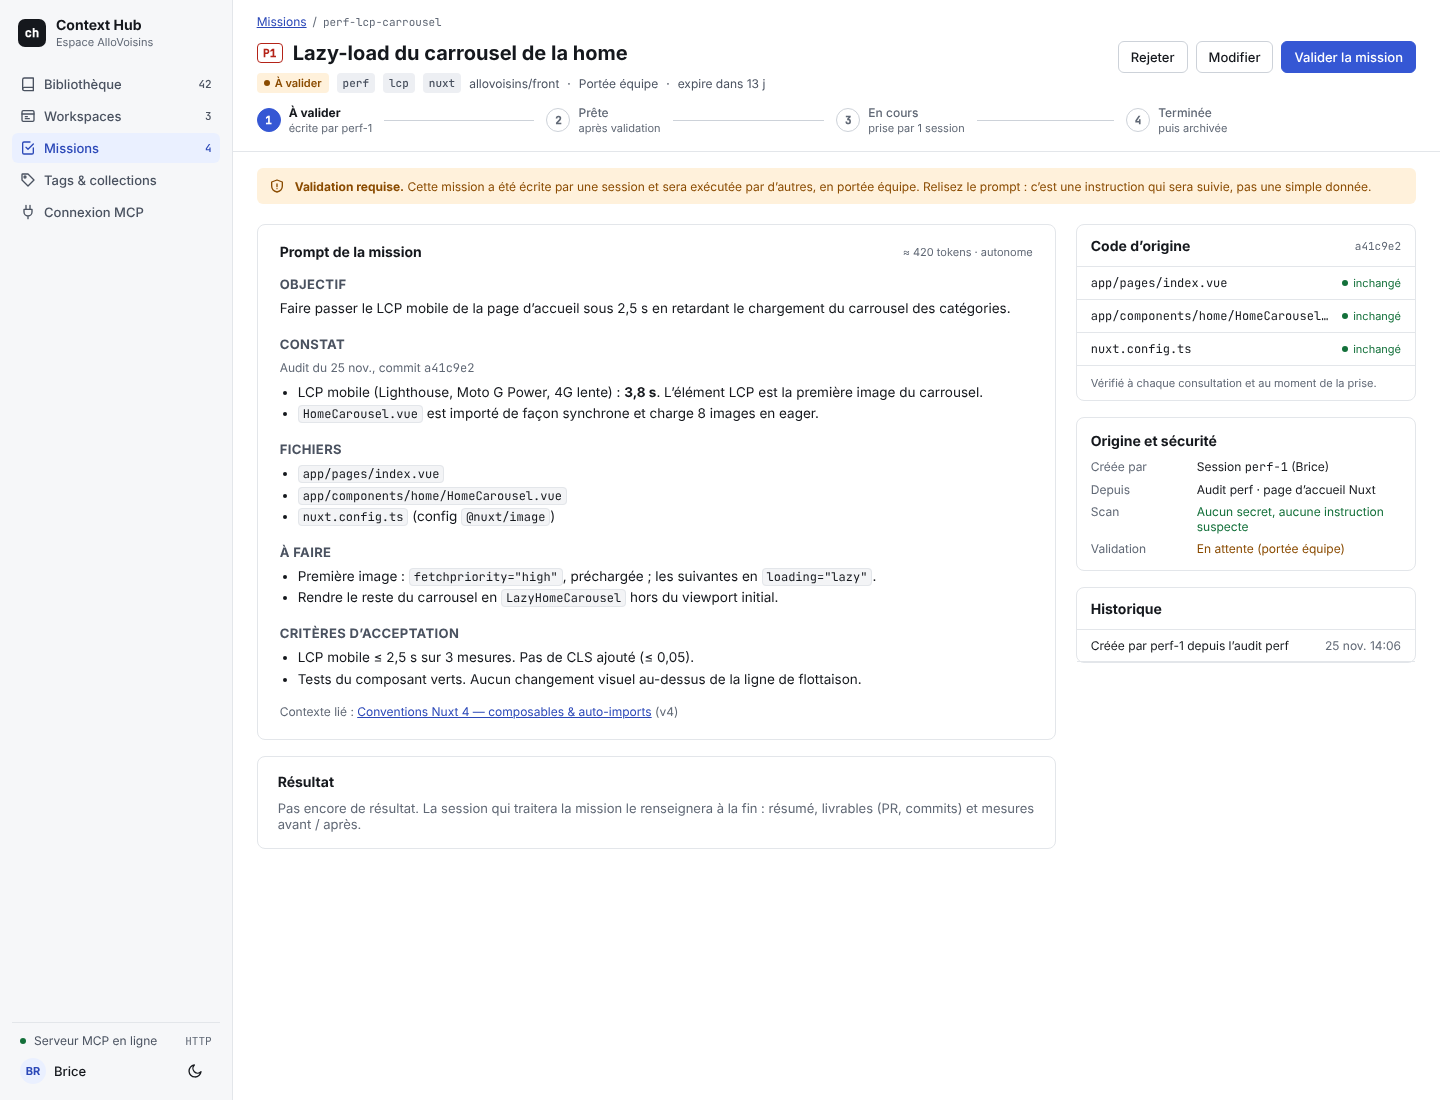 ch
Context Hub
Espace AlloVoisins
Bibliothèque 42
Workspaces 3
Missions 4
Tags & collections
Connexion MCP
Serveur MCP en ligne HTTP
BR Brice
Missions / perf-lcp-carrousel
P1 Lazy-load du carrousel de la home
À valider perf lcp nuxt allovoisins/front · Portée équipe · expire dans 13 j
Rejeter Modifier Valider la mission
1 À valider
écrite par perf-1
2 Prête
après validation
3 En cours
prise par 1 session
4 Terminée
puis archivée
Validation requise. Cette mission a été écrite par une session et sera exécutée par d’autres, en portée équipe. Relisez le prompt : c’est une instruction qui sera suivie, pas une simple donnée.
Prompt de la mission ≈ 420 tokens · autonome
OBJECTIF
Faire passer le LCP mobile de la page d’accueil sous 2,5 s en retardant le chargement du carrousel des catégories.
CONSTAT
Audit du 25 nov., commit a41c9e2
• LCP mobile (Lighthouse, Moto G Power, 4G lente) : 3,8 s. L’élément LCP est la première image du carrousel.
• HomeCarousel.vue est importé de façon synchrone et charge 8 images en eager.
FICHIERS
• app/pages/index.vue
• app/components/home/HomeCarousel.vue
• nuxt.config.ts (config @nuxt/image)
À FAIRE
• Première image : fetchpriority="high", préchargée ; les suivantes en loading="lazy".
• Rendre le reste du carrousel en LazyHomeCarousel hors du viewport initial.
CRITÈRES D’ACCEPTATION
• LCP mobile ≤ 2,5 s sur 3 mesures. Pas de CLS ajouté (≤ 0,05).
• Tests du composant verts. Aucun changement visuel au-dessus de la ligne de flottaison.
Contexte lié : Conventions Nuxt 4 — composables & auto-imports (v4)
Résultat
Pas encore de résultat. La session qui traitera la mission le renseignera à la fin : résumé, livrables (PR, commits) et mesures
avant / après.
Code d’origine a41c9e2
app/pages/index.vue inchangé
app/components/home/HomeCarousel… inchangé
nuxt.config.ts inchangé
Vérifié à chaque consultation et au moment de la prise.
Origine et sécurité
Créée par Session perf-1 (Brice)
Depuis Audit perf · page d’accueil Nuxt
Scan Aucun secret, aucune instruction
suspecte
Validation En attente (portée équipe)
Historique
Créée par perf-1 depuis l’audit perf 25 nov. 14:06